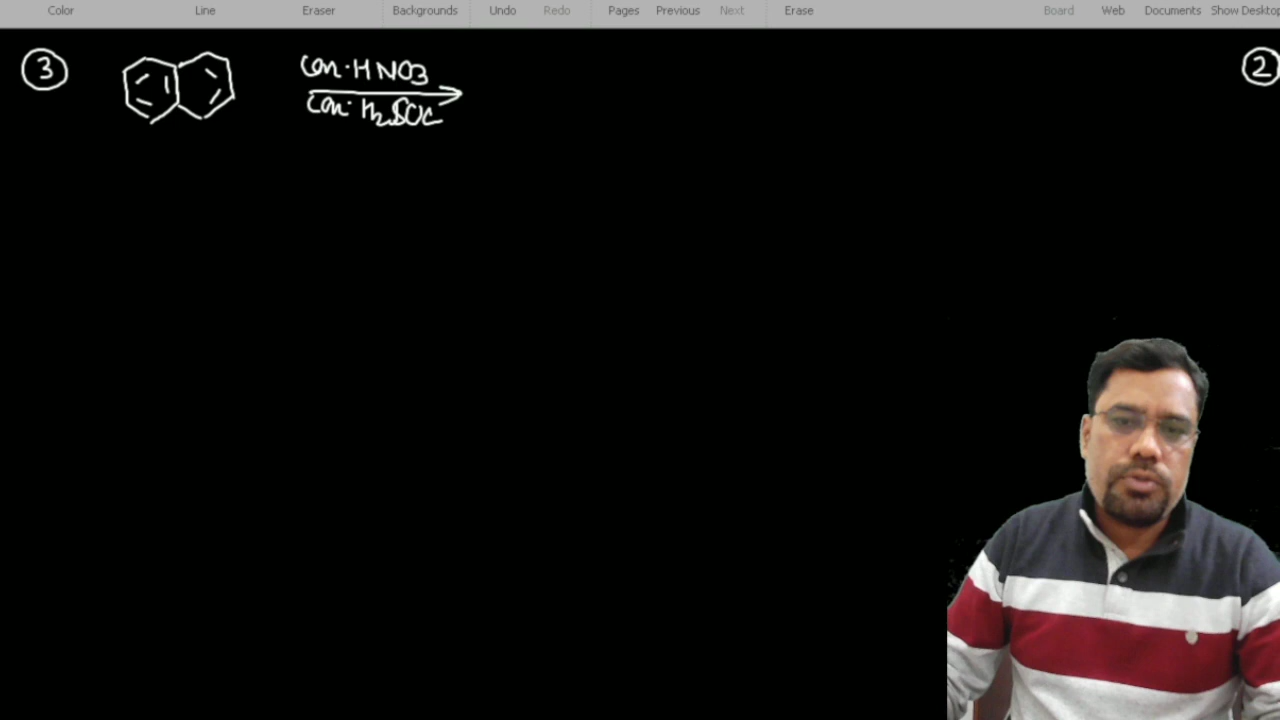 Color Line Eraser Backgrounds Undo Redo Pages Previous Next Erase Board Web Documents Show Desktop
3 con·HNO3 2
con·H2SO4